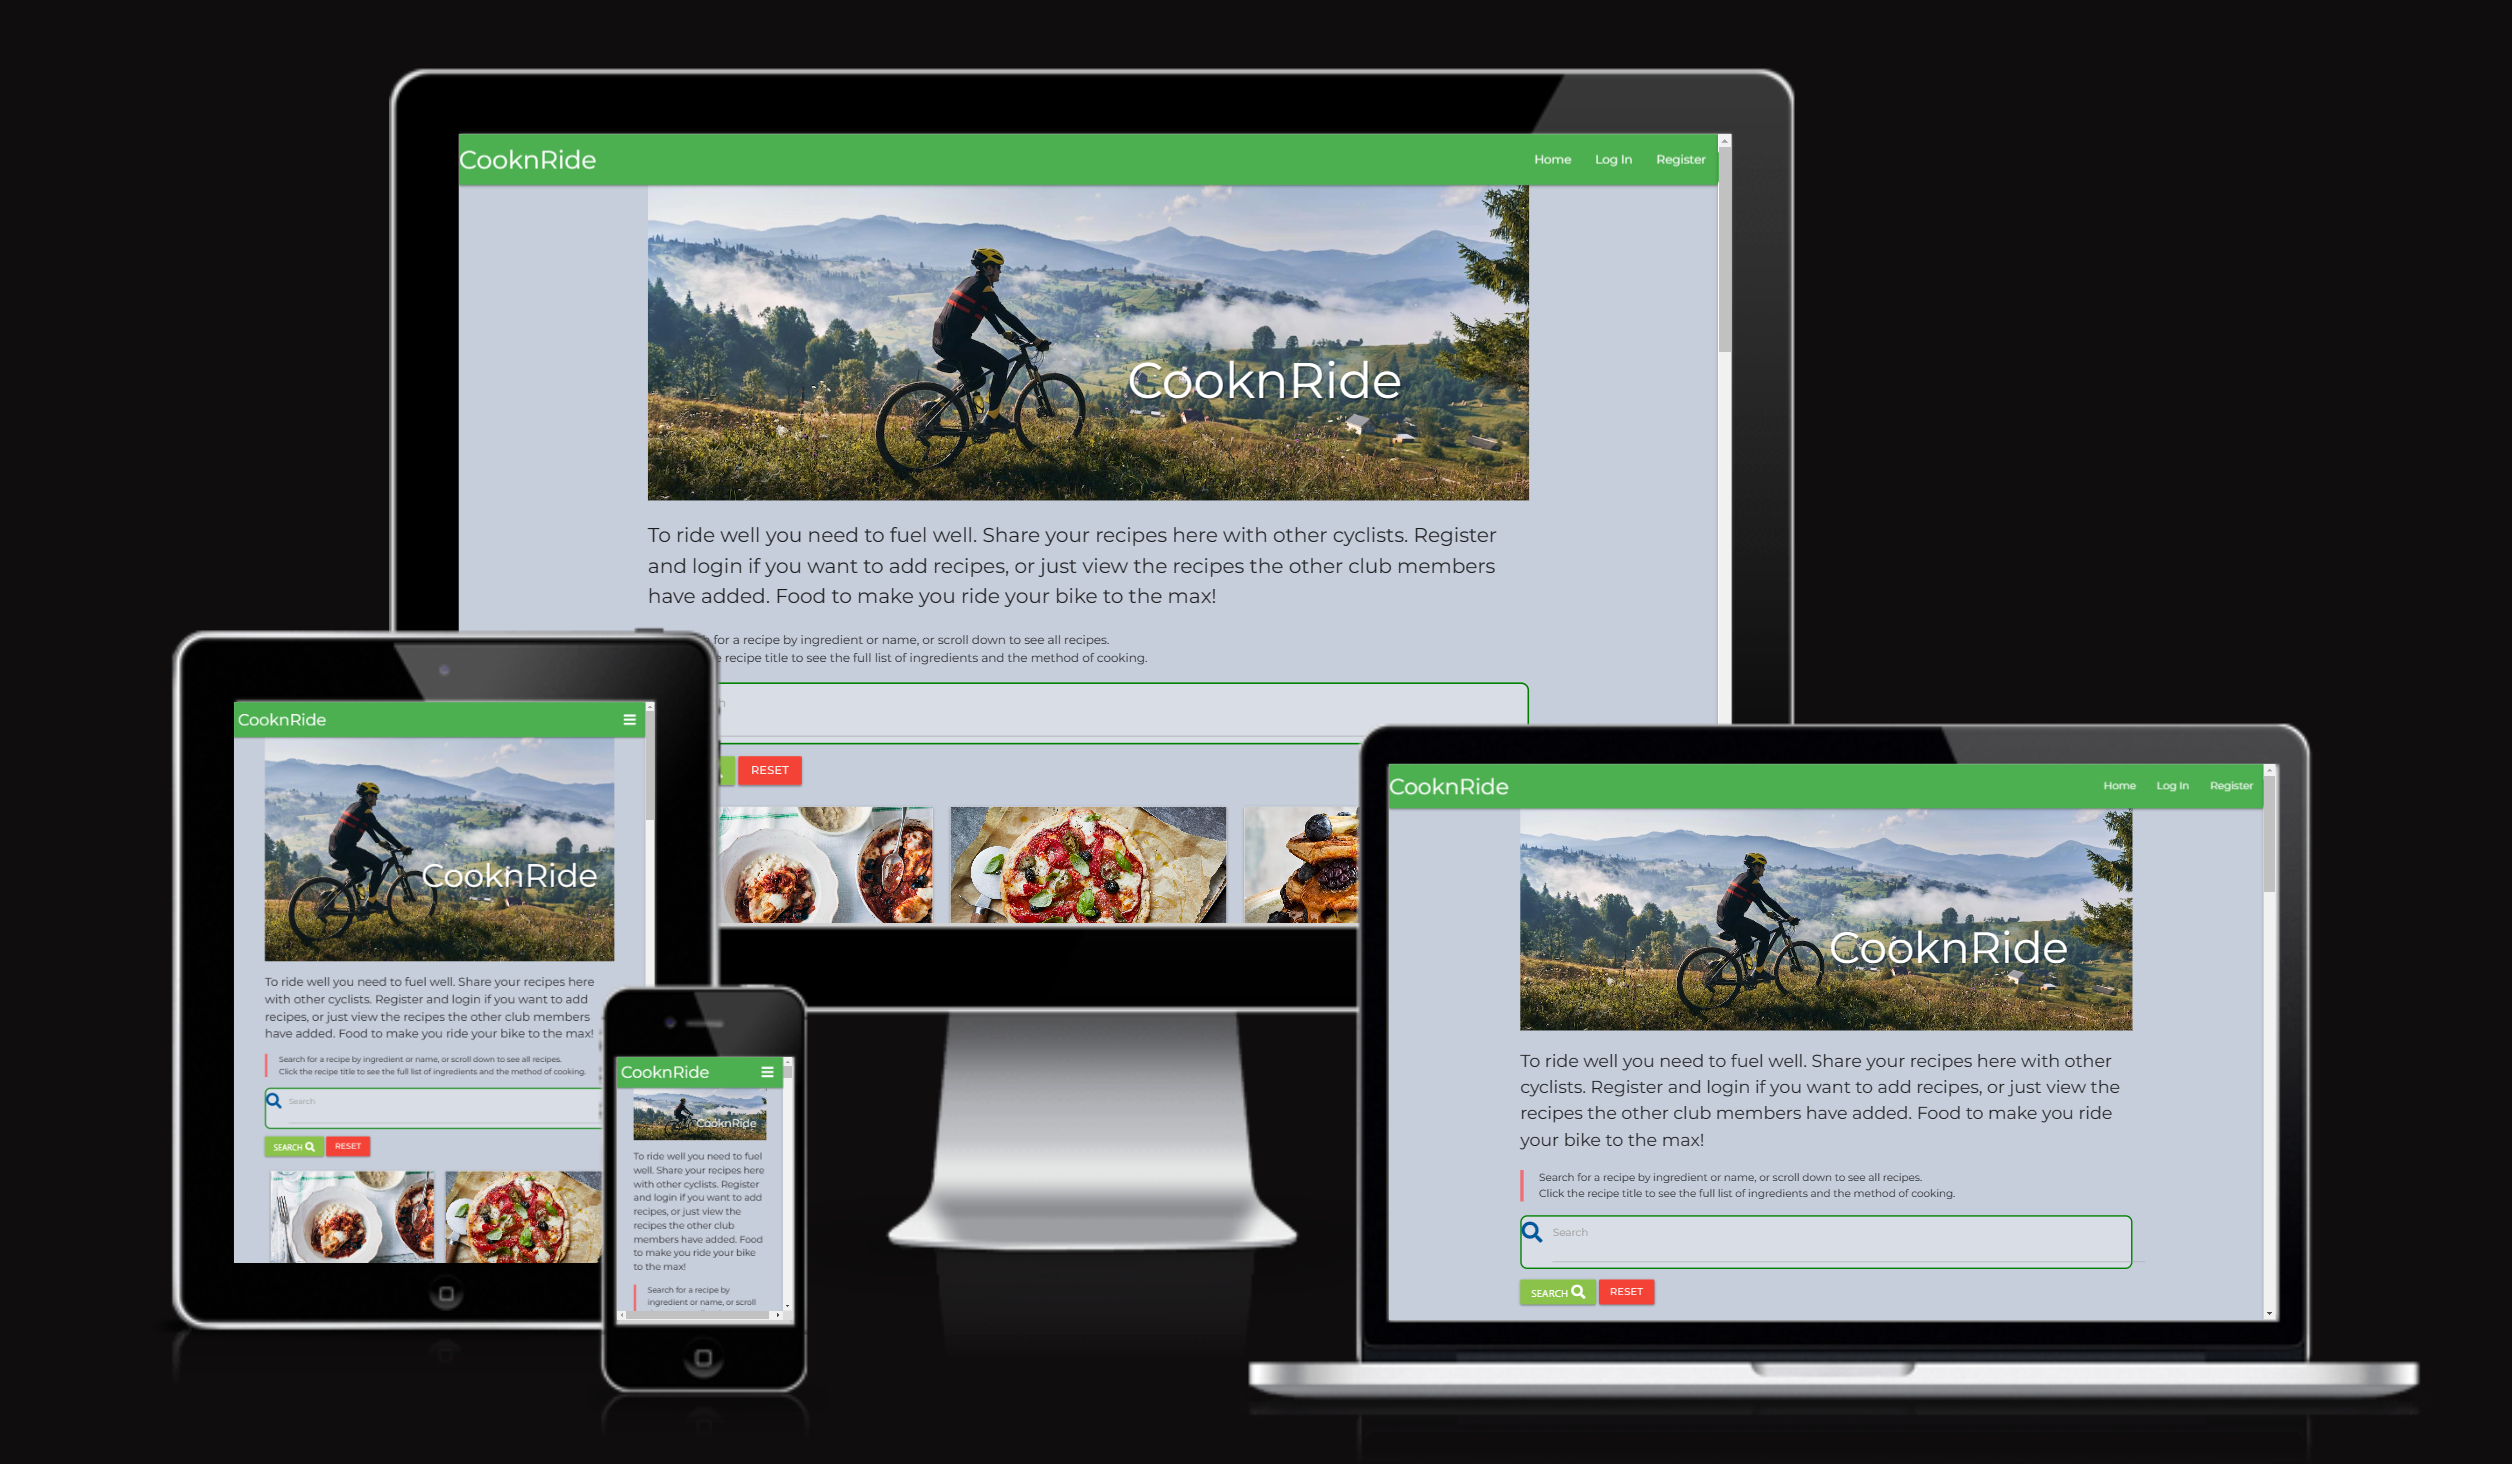 CooknRide
Home Log In Register
CooknRide
To ride well you need to fuel well. Share your recipes here with other cyclists. Register
and login if you want to add recipes, or just view the recipes the other club members
have added. Food to make you ride your bike to the max!
for a recipe by ingredient or name, or scroll down to see all recipes.
recipe title to see the full list of ingredients and the method of cooking.
RESET
CooknRide
CooknRide
To ride well you need to fuel well. Share your recipes here
with other cyclists. Register and login if you want to add
recipes, or just view the recipes the other club members
have added. Food to make you ride your bike to the max!
Search for a recipe by ingredient or name, or scroll down to see all recipes.
Click the recipe title to see the full list of ingredients and the method of cooking.
Search
SEARCH RESET
CooknRide
CooknRide
To ride well you need to fuel
well. Share your recipes here
with other cyclists. Register
and login if you want to add
recipes, or just view the
recipes the other club
members have added. Food
to make you ride your bike
to the max!
Search for a recipe by
ingredient or name, or scroll
CooknRide
Home Log In Register
CooknRide
To ride well you need to fuel well. Share your recipes here with other
cyclists. Register and login if you want to add recipes, or just view the
recipes the other club members have added. Food to make you ride
your bike to the max!
Search for a recipe by ingredient or name, or scroll down to see all recipes.
Click the recipe title to see the full list of ingredients and the method of cooking.
Search
SEARCH RESET